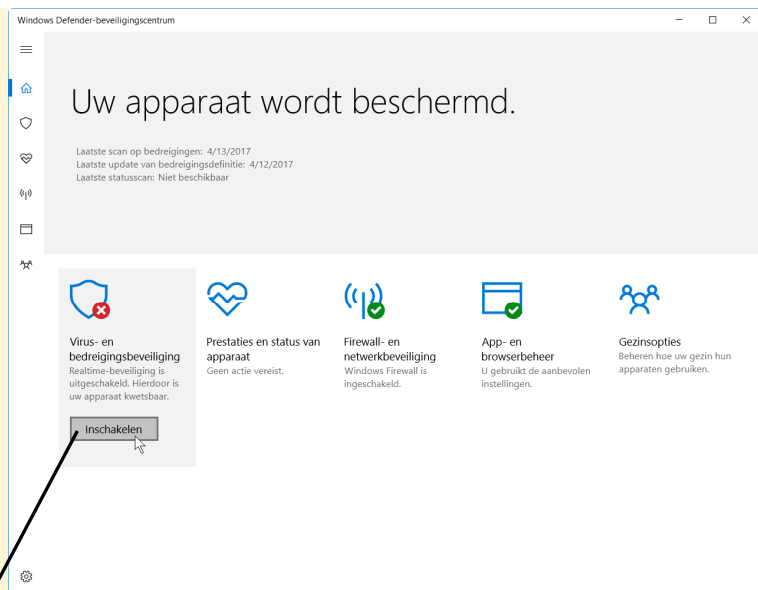 Windows Defender-beveiligingscentrum
Uw apparaat wordt beschermd.
Laatste scan op bedreigingen: 4/13/2017
Laatste update van bedreigingsdefinitie: 4/12/2017
Laatste statusscan: Niet beschikbaar
Virus- en
bedreigingsbeveiliging
Realtime-beveiliging is
uitgeschakeld. Hierdoor is
uw apparaat kwetsbaar.
Inschakelen
Prestaties en status van
apparaat
Geen actie vereist.
Firewall- en
netwerkbeveiliging
Windows Firewall is
ingeschakeld.
App- en
browserbeheer
U gebruikt de aanbevolen
instellingen.
Gezinsopties
Beheren hoe uw gezin hun
apparaten gebruiken.